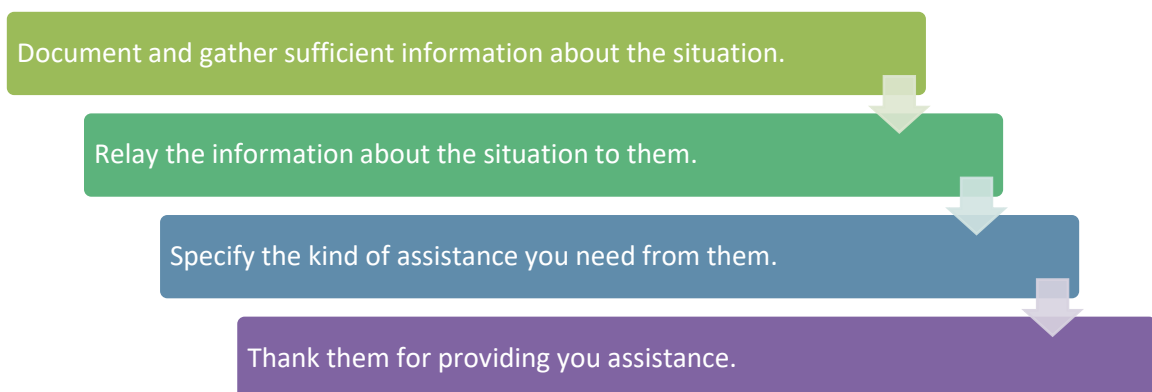 Document and gather sufficient information about the situation.
Relay the information about the situation to them.
Specify the kind of assistance you need from them.
Thank them for providing you assistance.